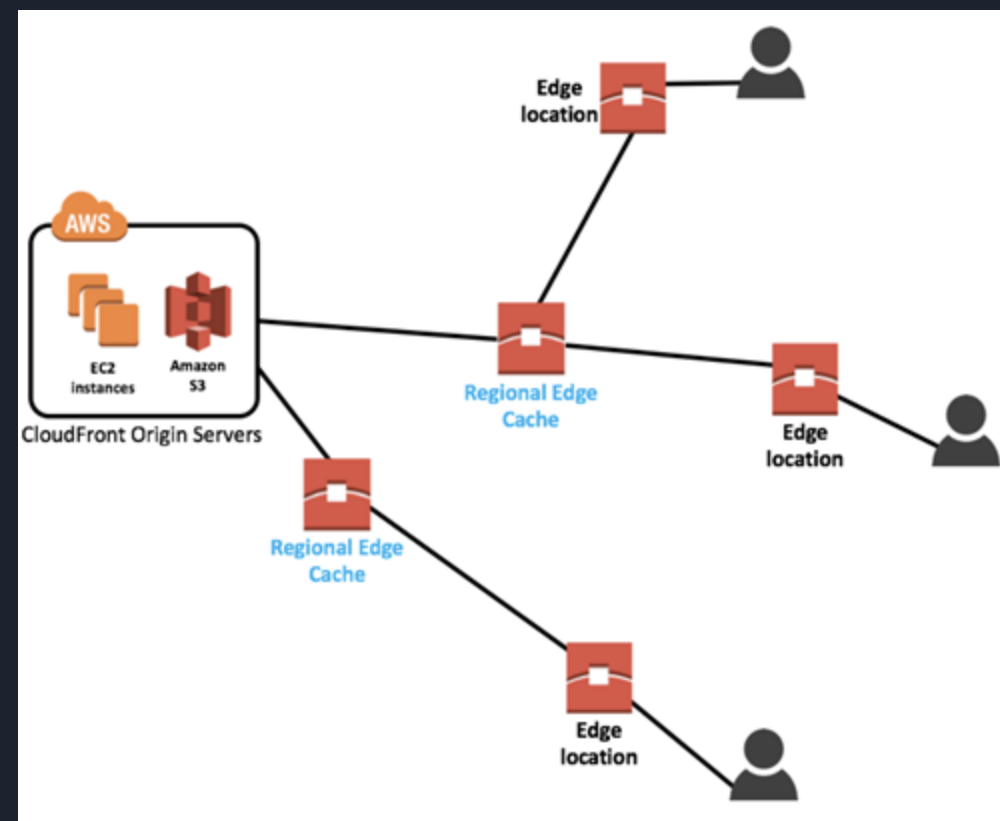 Edge
location
AWS
EC2
instances
Amazon
S3
CloudFront Origin Servers
Regional Edge
Cache
Edge
location
Regional Edge
Cache
Edge
location